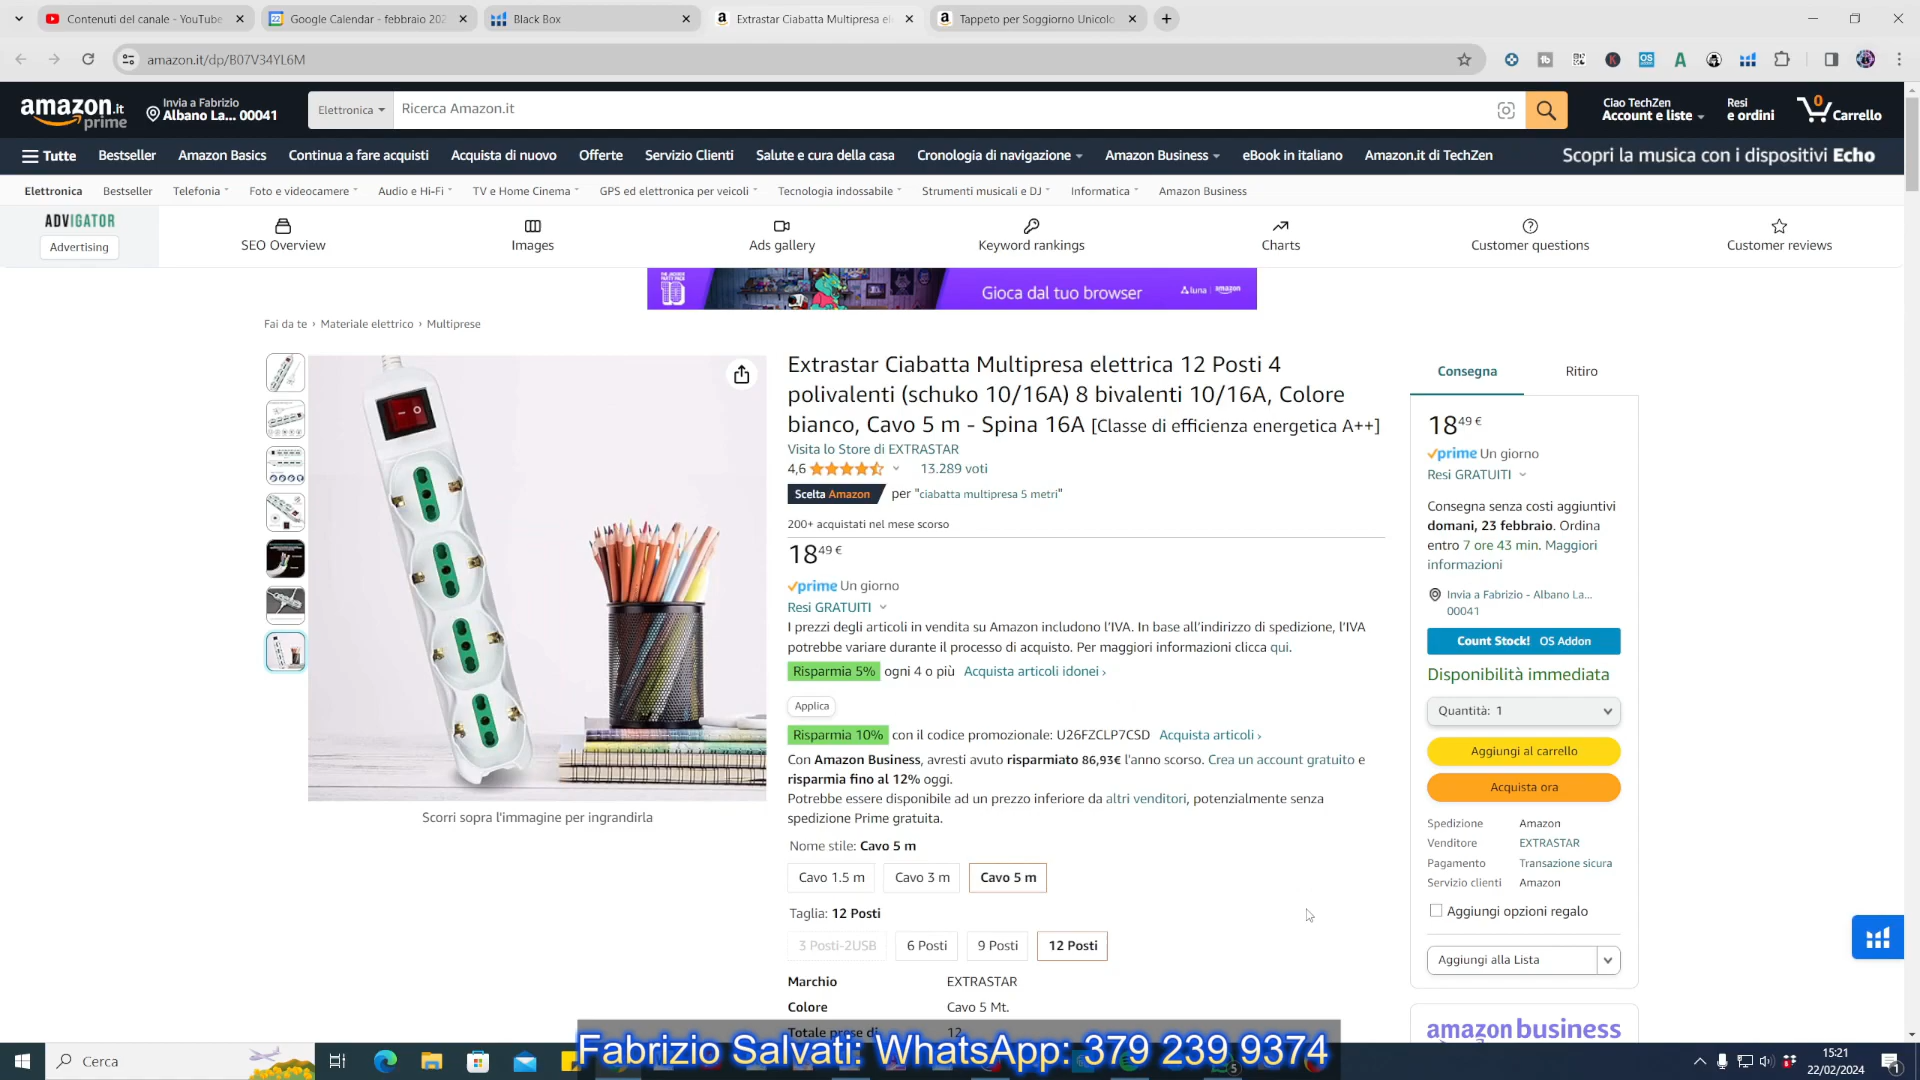 Contenuti del canale - YouTube
Google Calendar - febbraio 202
Black Box
Extrastar Ciabatta Multipresa el
Tappeto per Soggiorno Unicolo
amazon.it/dp/B07V34YL6M
amazon.it
prime
Invia a Fabrizio
Albano La... 00041
Elettronica
Ricerca Amazon.it
Ciao TechZen
Account e liste
Resi
e ordini
0
Carrello
Tutte
Bestseller
Amazon Basics
Continua a fare acquisti
Acquista di nuovo
Offerte
Servizio Clienti
Salute e cura della casa
Cronologia di navigazione
Amazon Business
eBook in italiano
Amazon.it di TechZen
Scopri la musica con i dispositivi Echo
Elettronica
Bestseller
Telefonia
Foto e videocamere
Audio e Hi-Fi
TV e Home Cinema
GPS ed elettronica per veicoli
Tecnologia indossabile
Strumenti musicali e DJ
Informatica
Amazon Business
ADVIGATOR
Advertising
SEO Overview
Images
Ads gallery
Keyword rankings
Charts
Customer questions
Customer reviews
Gioca dal tuo browser
luna
amazon
Fai da te › Materiale elettrico › Multiprese
Extrastar Ciabatta Multipresa elettrica 12 Posti 4
polivalenti (schuko 10/16A) 8 bivalenti 10/16A, Colore
bianco, Cavo 5 m - Spina 16A [Classe di efficienza energetica A++]
Visita lo Store di EXTRASTAR
4,6
13.289 voti
Scelta Amazon per "ciabatta multipresa 5 metri"
200+ acquistati nel mese scorso
18 49 €
prime Un giorno
Resi GRATUITI
I prezzi degli articoli in vendita su Amazon includono l'IVA. In base all'indirizzo di spedizione, l'IVA
potrebbe variare durante il processo di acquisto. Per maggiori informazioni clicca qui.
Risparmia 5% ogni 4 o più Acquista articoli idonei ›
Applica
Risparmia 10% con il codice promozionale: U26FZCLP7CSD Acquista articoli ›
Con Amazon Business, avresti avuto risparmiato 86,93€ l'anno scorso. Crea un account gratuito e
risparmia fino al 12% oggi.
Potrebbe essere disponibile ad un prezzo inferiore da altri venditori, potenzialmente senza
spedizione Prime gratuita.
Scorri sopra l'immagine per ingrandirla
Nome stile: Cavo 5 m
Cavo 1.5 m
Cavo 3 m
Cavo 5 m
Taglia: 12 Posti
3 Posti-2USB
6 Posti
9 Posti
12 Posti
Marchio EXTRASTAR
Colore Cavo 5 Mt.
Totale prese di 12
Consegna
Ritiro
18 49 €
prime Un giorno
Resi GRATUITI
Consegna senza costi aggiuntivi
domani, 23 febbraio. Ordina
entro 7 ore 43 min. Maggiori
informazioni
Invia a Fabrizio - Albano La...
00041
Count Stock! OS Addon
Disponibilità immediata
Quantità: 1
Aggiungi al carrello
Acquista ora
Spedizione Amazon
Venditore EXTRASTAR
Pagamento Transazione sicura
Servizio clienti Amazon
Aggiungi opzioni regalo
Aggiungi alla Lista
amazon business
Fabrizio Salvati: WhatsApp: 379 239 9374
Cerca
5
15:21
22/02/2024
1